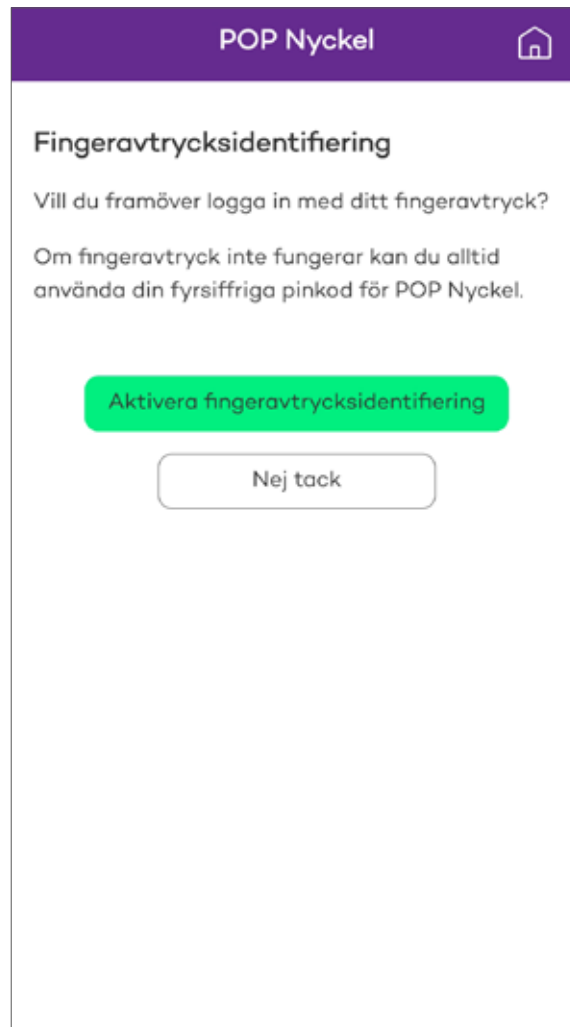 POP Nyckel
Fingeravtrycksidentifiering
Vill du framöver logga in med ditt fingeravtryck?
Om fingeravtryck inte fungerar kan du alltid
använda din fyrsiffriga pinkod för POP Nyckel.
Aktivera fingeravtrycksidentifiering
Nej tack